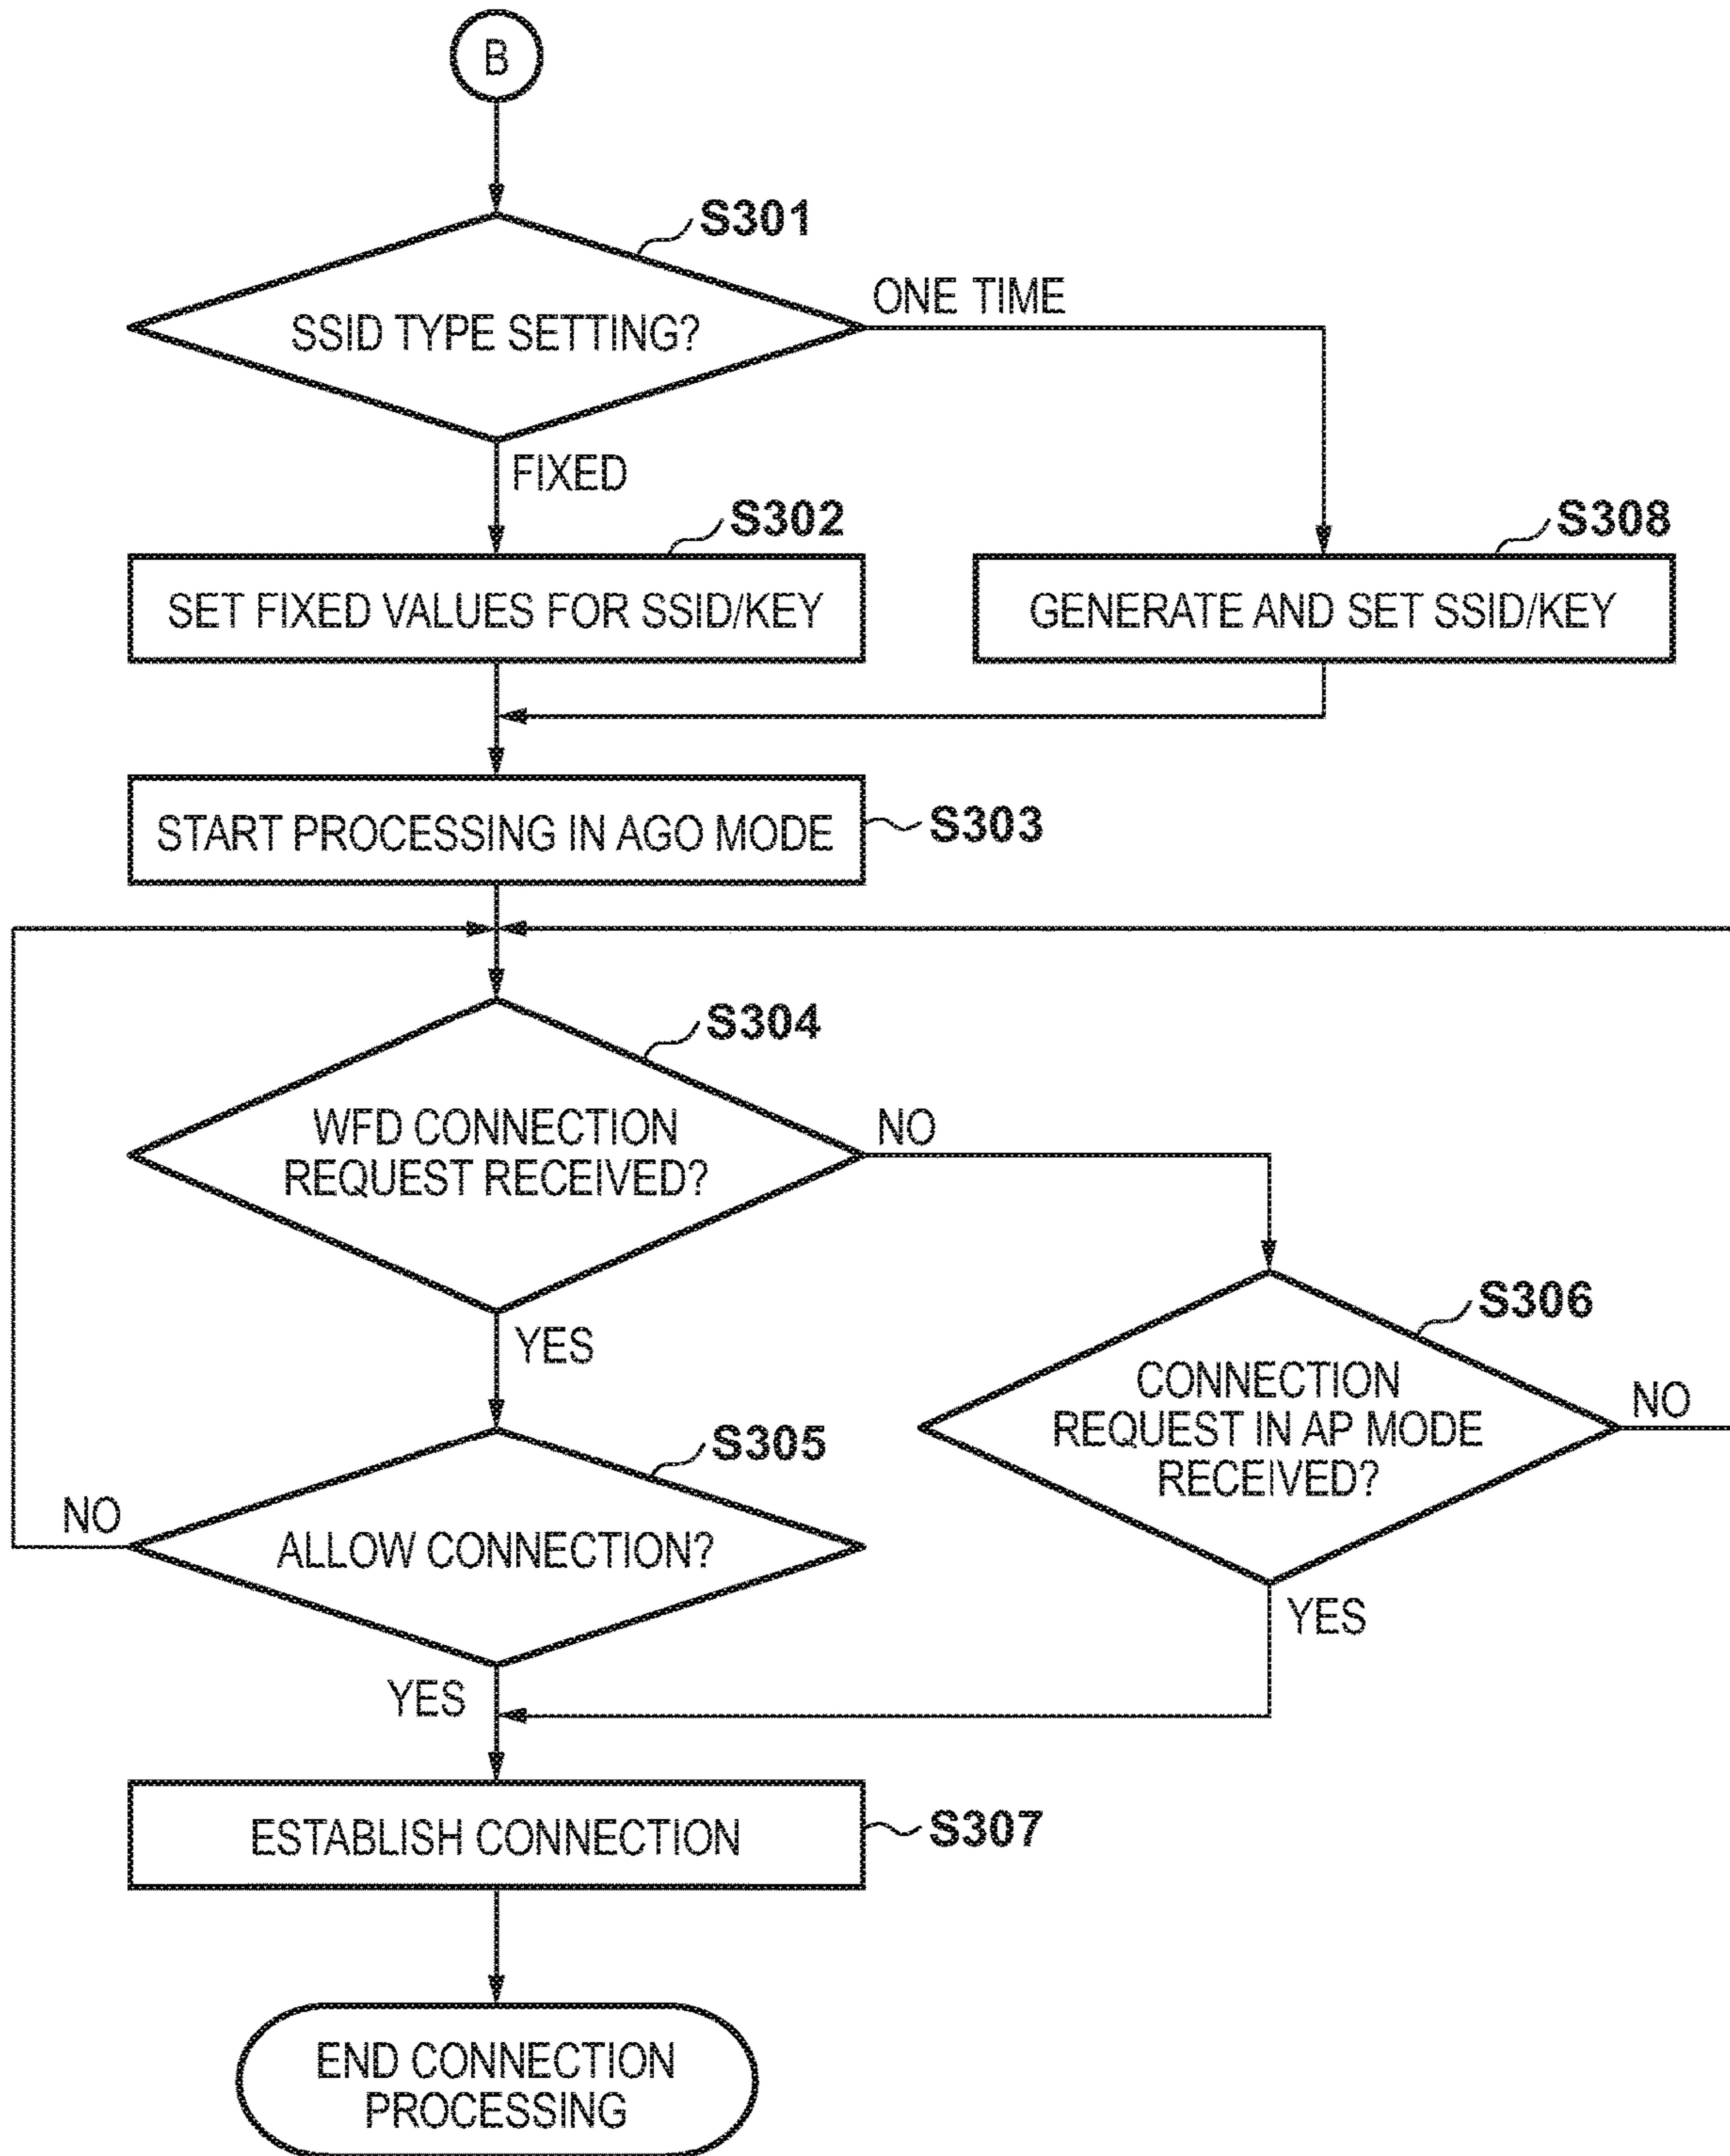 B
S301
ONE TIME
SSID TYPE SETTING?
FIXED
S302
S308
SET FIXED VALUES FOR SSID/KEY
GENERATE AND SET SSID/KEY
START PROCESSING IN AGO MODE
S303
S304
WFD CONNECTION
REQUEST RECEIVED?
NO
YES
S306
CONNECTION
REQUEST IN AP MODE
RECEIVED?
NO
S305
NO
ALLOW CONNECTION?
YES
YES
ESTABLISH CONNECTION
S307
END CONNECTION
PROCESSING